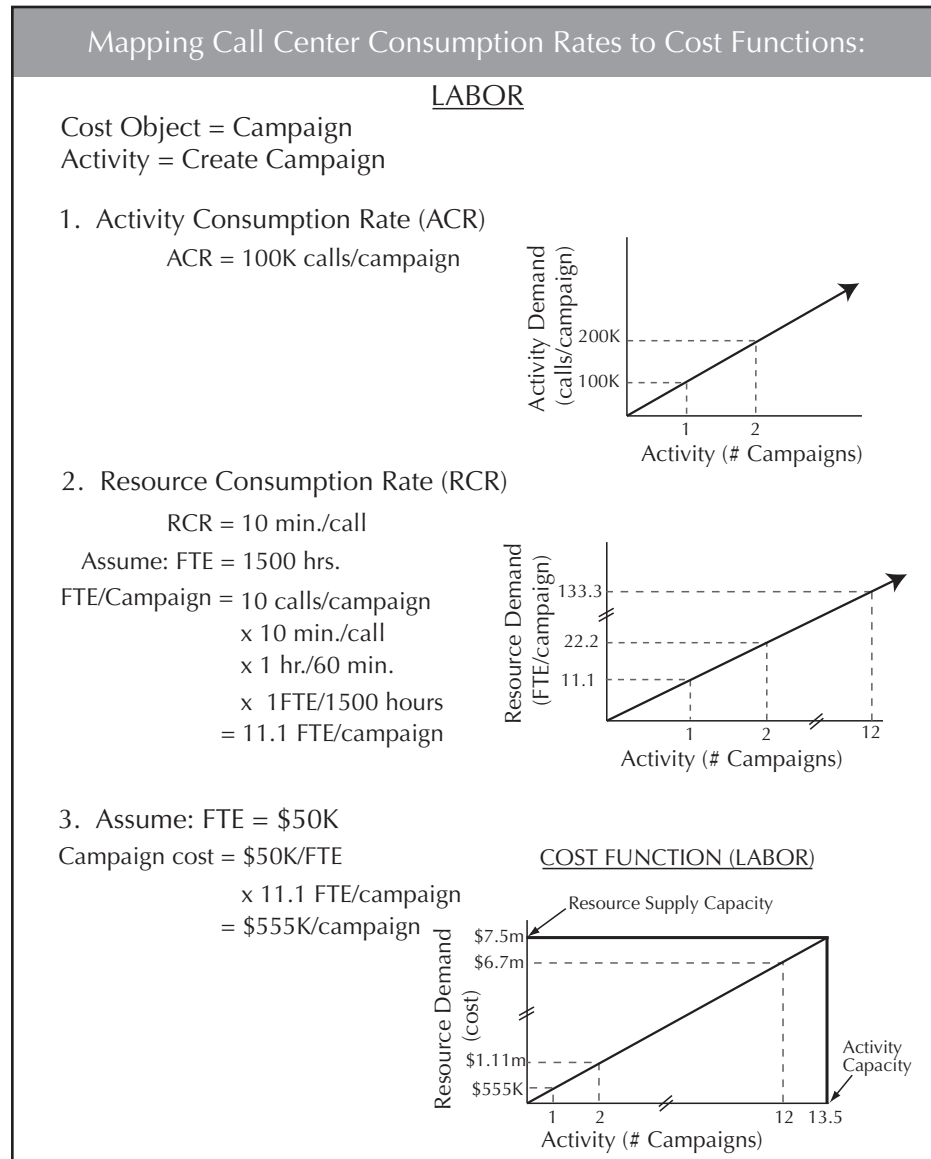 Mapping Call Center Consumption Rates to Cost Functions:
LABOR
Cost Object = Campaign
Activity = Create Campaign
1. Activity Consumption Rate (ACR)
ACR = 100K calls/campaign
Activity Demand
(calls/campaign)
200K
100K
1 2
Activity (# Campaigns)
2. Resource Consumption Rate (RCR)
RCR = 10 min./call
Assume: FTE = 1500 hrs.
FTE/Campaign = 10 calls/campaign
x 10 min./call
x 1 hr./60 min.
x 1FTE/1500 hours
= 11.1 FTE/campaign
Resource Demand
(FTE/campaign)
133.3
22.2
11.1
1 2 12
Activity (# Campaigns)
3. Assume: FTE = $50K
Campaign cost = $50K/FTE
x 11.1 FTE/campaign
= $555K/campaign
COST FUNCTION (LABOR)
Resource Supply Capacity
Resource Demand
(cost)
$7.5m
$6.7m
$1.11m
$555K
Activity
Capacity
1 2 12 13.5
Activity (# Campaigns)